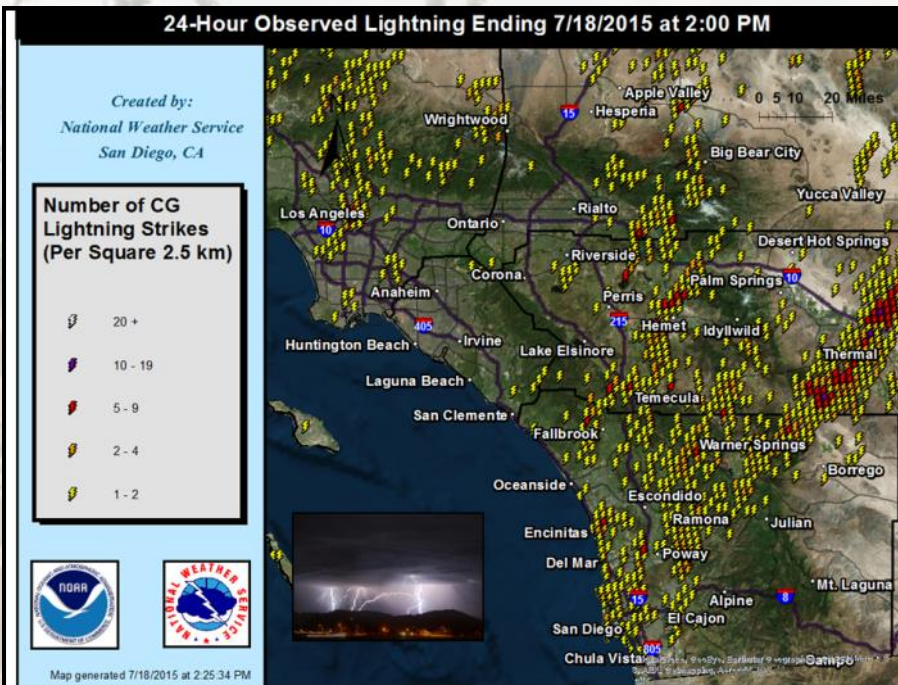 24-Hour Observed Lightning Ending 7/18/2015 at 2:00 PM
Created by:
National Weather Service
San Diego, CA
Number of CG
Lightning Strikes
(Per Square 2.5 km)
20 +
10 - 19
5 - 9
2 - 4
1 - 2
NOAA
NATIONAL WEATHER SERVICE
Map generated 7/18/2015 at 2:25:34 PM
N
0 5 10 20 Miles
Apple Valley
15
Hesperia
Wrightwood
Big Bear City
Yucca Valley
Los Angeles
Rialto
10
Ontario
Desert Hot Springs
Riverside
Corona
Palm Springs
10
Anaheim
Perris
405
215
Hemet
Idyllwild
Huntington Beach
Irvine
Lake Elsinore
Thermal
Laguna Beach
Temecula
San Clemente
Fallbrook
Warner Springs
Borrego
Oceanside
Escondido
Ramona
Julian
Encinitas
Del Mar
Poway
Mt. Laguna
15
Alpine
8
El Cajon
San Diego
805
Chula Vista
Campo